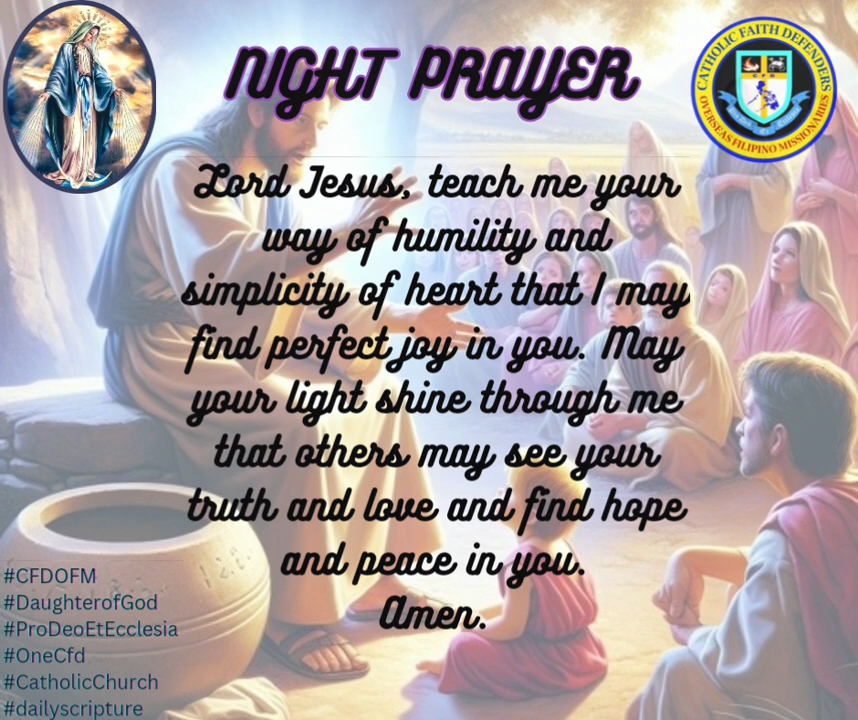 NIGHT PRAYER
CATHOLIC FAITH DEFENDERS
OVERSEAS FILIPINO MISSIONARIES
CFD
Lord Jesus, teach me your
way of humility and
simplicity of heart that I may
find perfect joy in you. May
your light shine through me
that others may see your
truth and love and find hope
and peace in you.
Amen.
#CFDOFM
#DaughterofGod
#ProDeoEtEcclesia
#OneCfd
#CatholicChurch
#dailyscripture